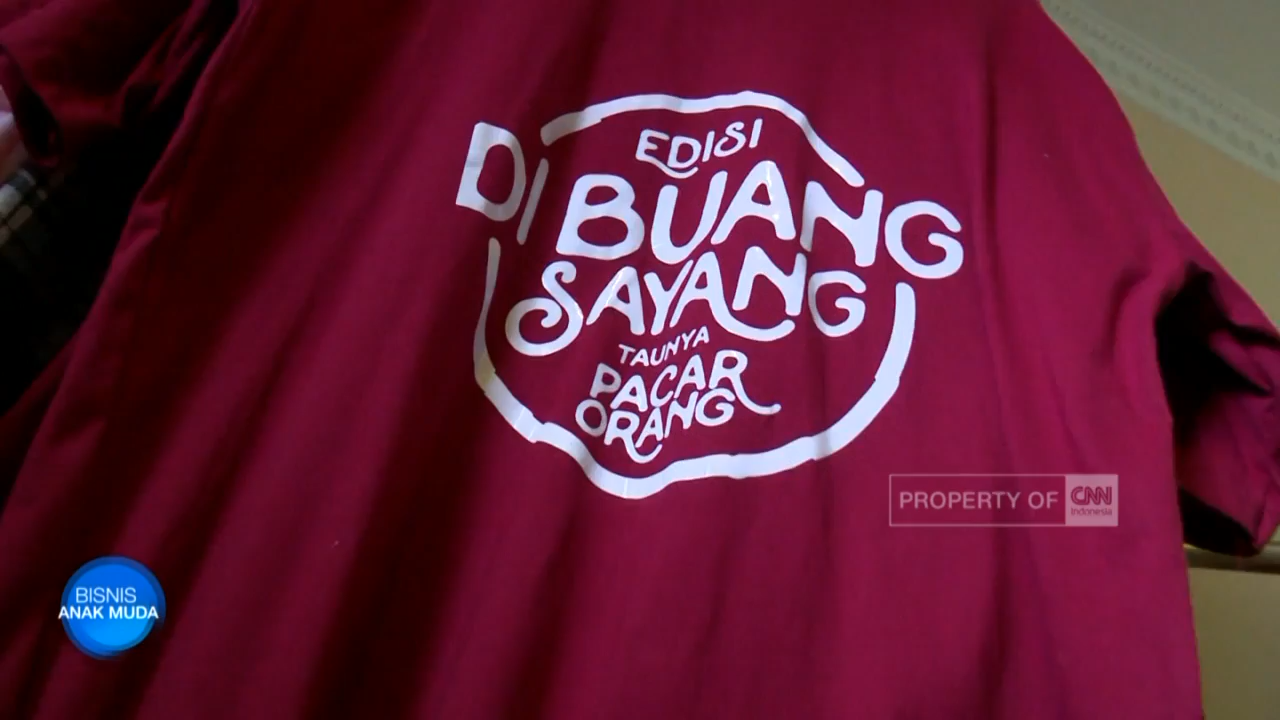 EDISI
DI BUANG
SAYANG
TAUNYA
PACAR
ORANG
PROPERTY OF CNN
Indonesia
BISNIS
ANAK MUDA